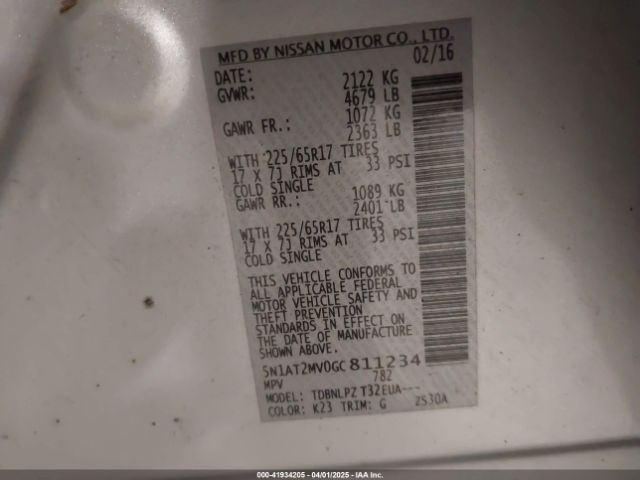 MFD BY NISSAN MOTOR CO., LTD.
DATE: 02/16
GVWR: 2122 KG
4679 LB
GAWR FR.: 1072 KG
2363 LB
WITH 225/65R17 TIRES
17 X 7J RIMS AT 33 PSI
COLD SINGLE
GAWR RR.: 1089 KG
2401 LB
WITH 225/65R17 TIRES
17 X 7J RIMS AT 33 PSI
COLD SINGLE
THIS VEHICLE CONFORMS TO
ALL APPLICABLE FEDERAL
MOTOR VEHICLE SAFETY AND
THEFT PREVENTION
STANDARDS IN EFFECT ON
THE DATE OF MANUFACTURE
SHOWN ABOVE.
5N1AT2MV0GC811234
MPV 782
MODEL: TDBNLPZ T32EUA---
COLOR: K23 TRIM: G 2S30A
000-41934205 - 04/01/2025 - IAA Inc.